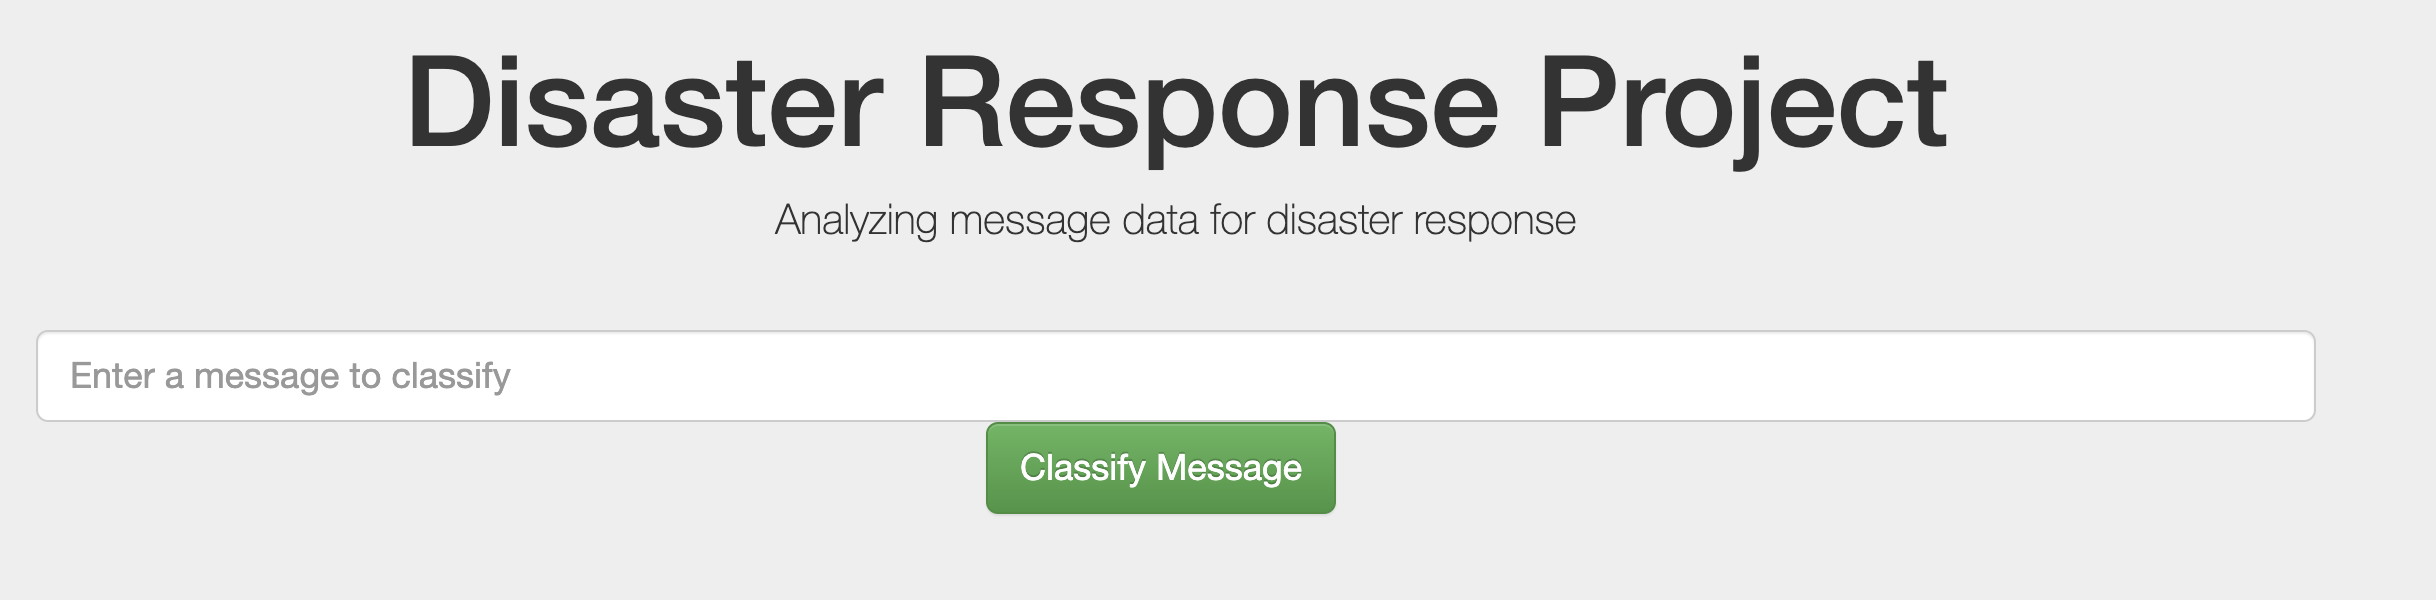 Disaster Response Project
Analyzing message data for disaster response
Enter a message to classify
Classify Message